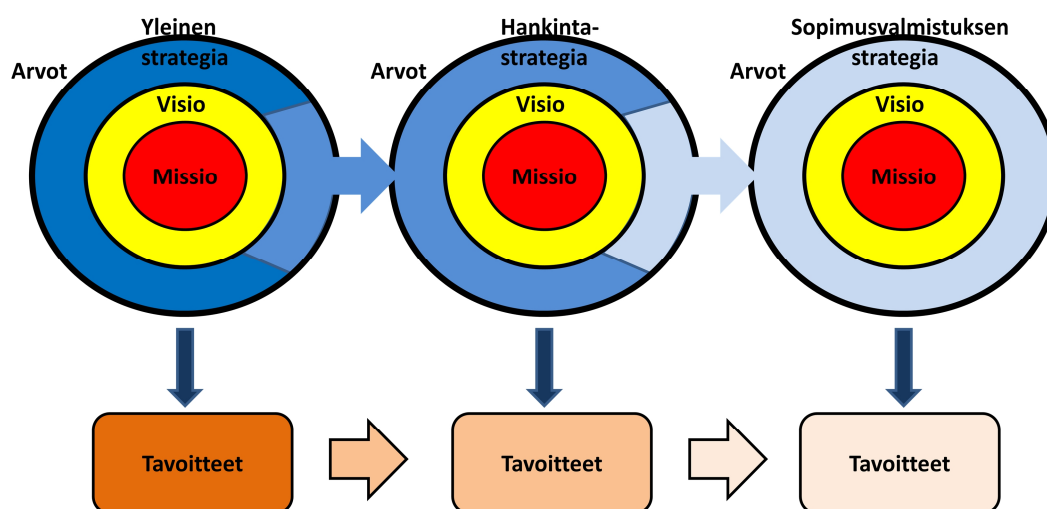 Yleinen
strategia
Arvot
Visio
Missio
Hankinta-
strategia
Arvot
Visio
Missio
Sopimusvalmistuksen
strategia
Arvot
Visio
Missio
Tavoitteet
Tavoitteet
Tavoitteet